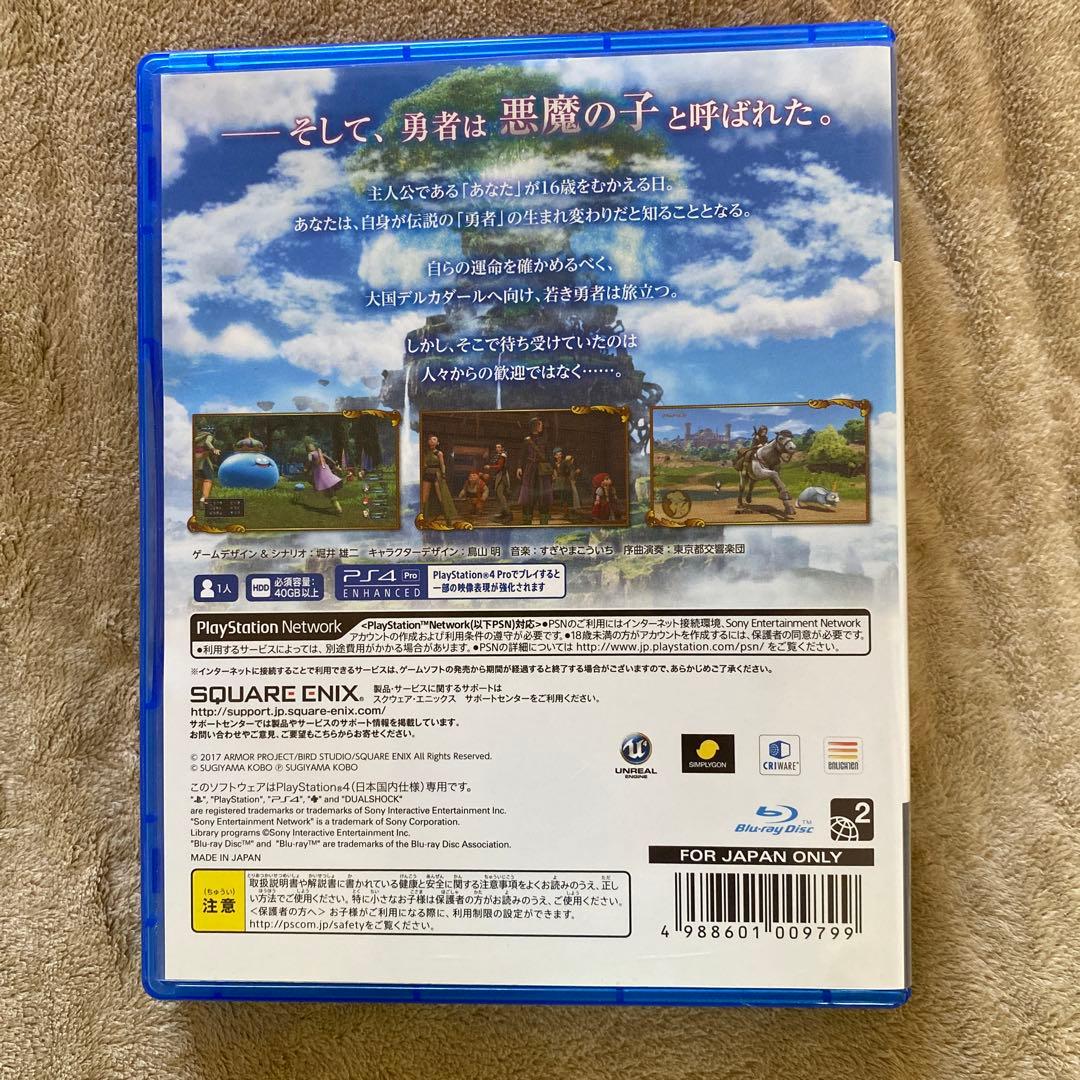 ― そして、勇者は悪魔の子と呼ばれた。
主人公である「あなた」が16歳をむかえる日。
あなたは、自身が伝説の「勇者」の生まれ変わりだと知ることとなる。
自らの運命を確かめるべく、
大国デルカダールへ向け、若き勇者は旅立つ。
しかし、そこで待ち受けていたのは
人々からの歓迎ではなく……。
ゲームデザイン & シナリオ：堀井 雄二 キャラクターデザイン：鳥山 明 音楽：すぎやまこういち 序曲演奏：東京都交響楽団
1人
HDD 必須容量：
40GB以上
PS4 Pro
ENHANCED
PlayStation®4 Proでプレイすると
一部の映像表現が強化されます
PlayStation Network
<PlayStation™Network(以下PSN)対応>●PSNのご利用にはインターネット接続環境、Sony Entertainment Network
アカウントの作成および利用条件の遵守が必要です。●18歳未満の方がアカウントを作成するには、保護者の同意が必要です。
●利用するサービスによっては、別途費用がかかる場合があります。●PSNの詳細については http://www.jp.playstation.com/psn/ をご覧ください。
※インターネットに接続することで利用できるサービスは、ゲームソフトの発売から期間が経過すると終了する場合がございますので、あらかじめご了承ください。
SQUARE ENIX.
製品・サービスに関するサポートは
スクウェア・エニックス サポートセンターをご利用ください。
http://support.jp.square-enix.com/
サポートセンターでは製品やサービスのサポート情報を掲載しています。
お問い合わせやご意見、ご要望もこちらからお寄せください。
© 2017 ARMOR PROJECT/BIRD STUDIO/SQUARE ENIX All Rights Reserved.
© SUGIYAMA KOBO ℗ SUGIYAMA KOBO
UNREAL
ENGINE
SIMPLYGON
CRIWARE
ENLIGHTEN
このソフトウェアはPlayStation®4（日本国内仕様）専用です。
"PlayStation", "PS4", and "DUALSHOCK"
are registered trademarks or trademarks of Sony Interactive Entertainment Inc.
"Sony Entertainment Network" is a trademark of Sony Corporation.
Library programs ©Sony Interactive Entertainment Inc.
"Blu-ray Disc™" and "Blu-ray™" are trademarks of the Blu-ray Disc Association.
MADE IN JAPAN
Blu-ray Disc™
2
FOR JAPAN ONLY
（ちゅうい）
注意
取扱説明書や解説書に書かれている健康と安全に関する注意事項をよくお読みのうえ、正し
い方法でご使用ください。特に小さなお子様は保護者の方がお読みのうえ、ご使用ください。
＜保護者の方へ＞ お子様がご利用になる際に、利用制限の設定ができます。
http://pscom.jp/safetyをご覧ください。
4 988601 009799